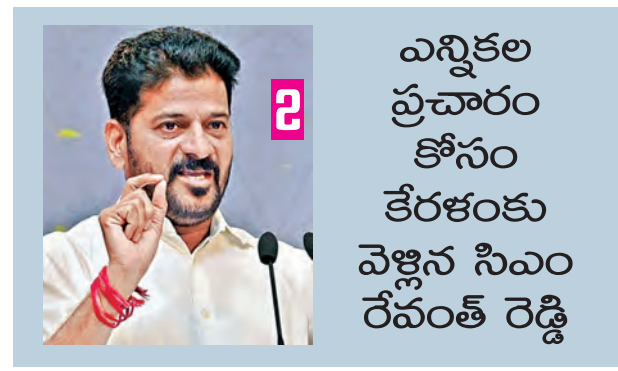 2
ఎన్నికల
ప్రచారం
కోసం
కేరళంకు
వెళ్లిన సిఎం
రేవంత్ రెడ్డి